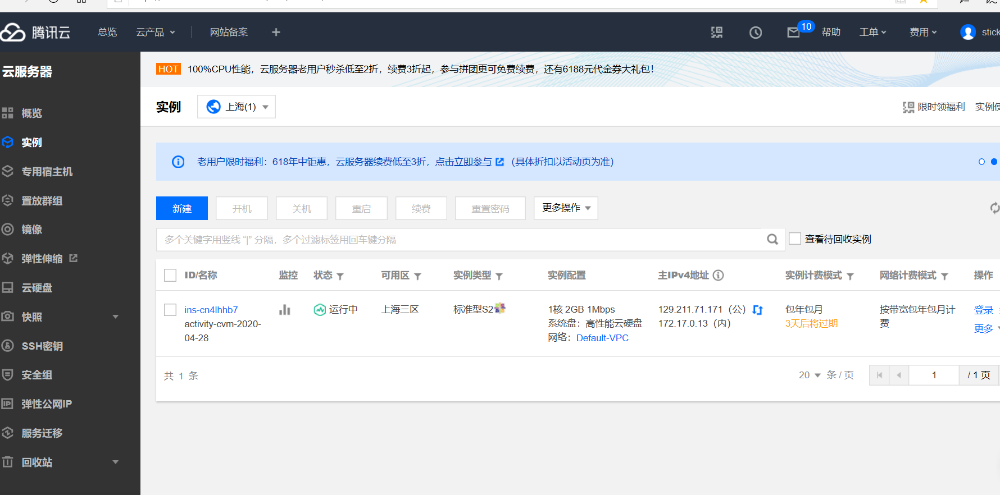 腾讯云 总览 云产品 网站备案 10 帮助 工单 费用 stick
云服务器
HOT 100%CPU性能，云服务器老用户秒杀低至2折，续费3折起，参与拼团更可免费续费，还有6188元代金券大礼包！
实例 上海(1) 限时领福利
概览
实例
专用宿主机
置放群组
镜像
弹性伸缩
云硬盘
快照
SSH密钥
安全组
弹性公网IP
服务迁移
回收站
老用户限时福利：618年中钜惠，云服务器续费低至3折，点击立即参与 （具体折扣以活动页为准）
新建 开机 关机 重启 续费 重置密码 更多操作
多个关键字用竖线 "|" 分隔，多个过滤标签用回车键分隔 查看待回收实例
ID/名称 监控 状态 可用区 实例类型 实例配置 主IPv4地址 实例计费模式 网络计费模式 操作
ins-cn4lhhb7 运行中 上海三区 标准型S2 1核 2GB 1Mbps 129.211.71.171（公） 包年包月 按带宽包年包月计 登录
activity-cvm-2020- 系统盘：高性能云硬盘 172.17.0.13（内） 3天后将过期 费 更多
04-28 网络：Default-VPC
共 1 条 20 条 / 页 1 / 1 页